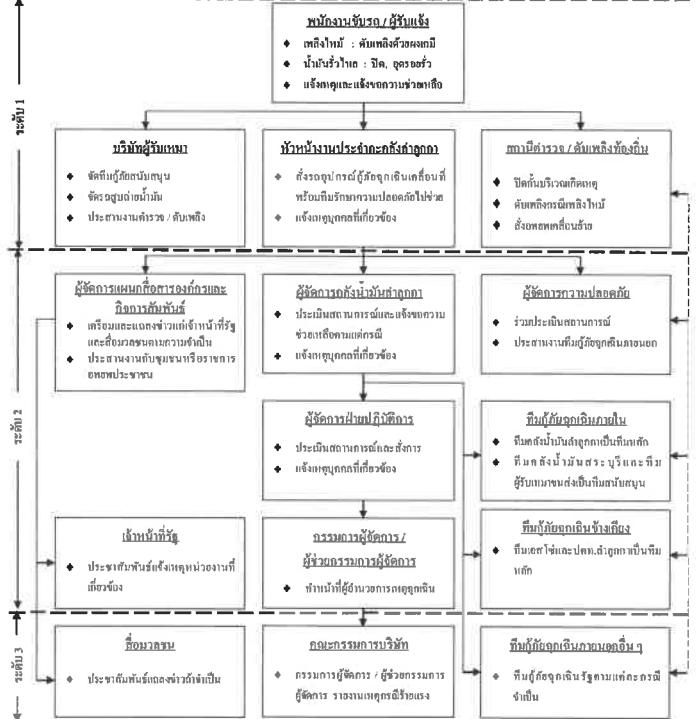 พนักงานขับรถ / ผู้รับแจ้ง
♦ เพลิงไหม้ : ดับเพลิงด้วยผงเคมี
♦ น้ำมันรั่วไหล : ปิด, อุดรอยรั่ว
♦ แจ้งเหตุและแจ้งขอความช่วยเหลือ
ระดับ 1
บริษัทผู้รับเหมา
♦ จัดทีมกู้ภัยสนับสนุน
♦ จัดรถสูบถ่ายน้ำมัน
♦ ประสานงานตำรวจ / ดับเพลิง
หัวหน้างานประจำคลังลำลูกกา
♦ สั่งรถอุปกรณ์กู้ภัยฉุกเฉินเคลื่อนที่
พร้อมทีมรักษาความปลอดภัยไปช่วย
♦ แจ้งเหตุบุคคลที่เกี่ยวข้อง
สถานีตำรวจ / ดับเพลิงท้องถิ่น
♦ ปิดกั้นบริเวณเกิดเหตุ
♦ ดับเพลิงกรณีเพลิงไหม้
♦ สั่งอพยพเคลื่อนย้าย
ระดับ 2
ผู้จัดการแผนกสื่อสารองค์กรและ
กิจการสัมพันธ์
♦ เตรียมและแถลงข่าวแก่เจ้าหน้าที่รัฐ
และสื่อมวลชนตามความจำเป็น
♦ ประสานงานกับชุมชนหรือราชการ
อพยพประชาชน
ผู้จัดการคลังน้ำมันลำลูกกา
♦ ประเมินสถานการณ์และแจ้งขอความ
ช่วยเหลือตามแต่กรณี
♦ แจ้งเหตุบุคคลที่เกี่ยวข้อง
ผู้จัดการความปลอดภัย
♦ ร่วมประเมินสถานการณ์
♦ ประสานงานทีมกู้ภัยฉุกเฉินภายนอก
ผู้จัดการฝ่ายปฏิบัติการ
♦ ประเมินสถานการณ์และสั่งการ
♦ แจ้งเหตุบุคคลที่เกี่ยวข้อง
ทีมกู้ภัยฉุกเฉินภายใน
♦ ทีมคลังน้ำมันลำลูกกาเป็นทีมหลัก
♦ ทีมคลังน้ำมันสระบุรีและทีม
ผู้รับเหมาขนส่งเป็นทีมสนับสนุน
เจ้าหน้าที่รัฐ
♦ ประชาสัมพันธ์แจ้งเหตุหน่วยงานที่
เกี่ยวข้อง
กรรมการผู้จัดการ /
ผู้ช่วยกรรมการผู้จัดการ
♦ ทำหน้าที่ผู้อำนวยการเหตุฉุกเฉิน
ทีมกู้ภัยฉุกเฉินข้างเคียง
♦ ทีมเอสโซ่และปตท.ลำลูกกาเป็นทีม
หลัก
ระดับ 3
สื่อมวลชน
♦ ประชาสัมพันธ์แถลงข่าวถ้าจำเป็น
คณะกรรมการบริษัท
♦ กรรมการผู้จัดการ / ผู้ช่วยกรรมการ
ผู้จัดการ รายงานเหตุกรณีร้ายแรง
ทีมกู้ภัยฉุกเฉินภายนอกอื่น ๆ
♦ ทีมกู้ภัยฉุกเฉินรัฐตามแต่ละกรณี
จำเป็น